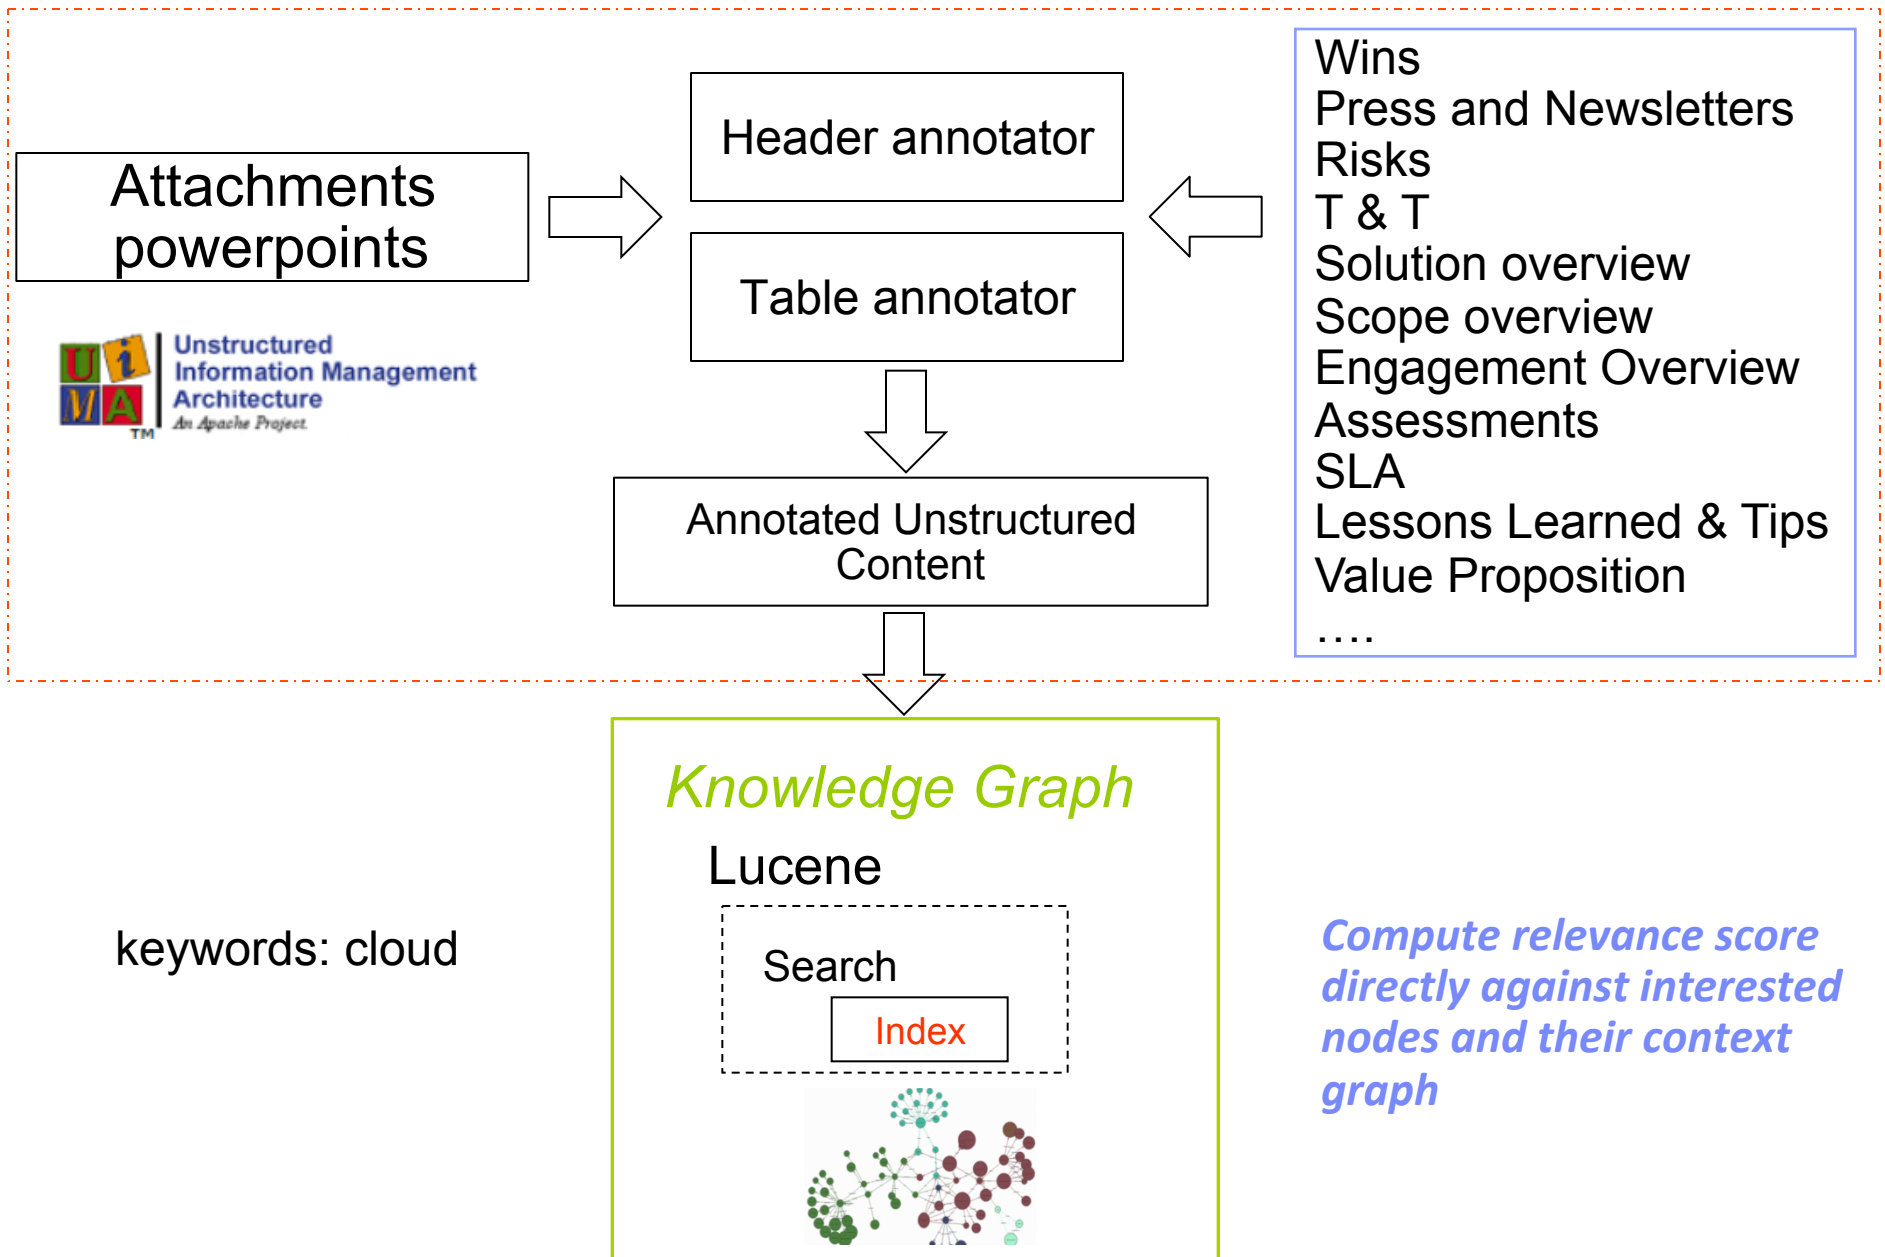 Attachments
powerpoints
Unstructured
Information Management
Architecture
An Apache Project
UiMA
TM
Header annotator
Table annotator
Annotated Unstructured
Content
Wins
Press and Newsletters
Risks
T & T
Solution overview
Scope overview
Engagement Overview
Assessments
SLA
Lessons Learned & Tips
Value Proposition
….
Knowledge Graph
Lucene
Search
Index
keywords: cloud
Compute relevance score
directly against interested
nodes and their context
graph